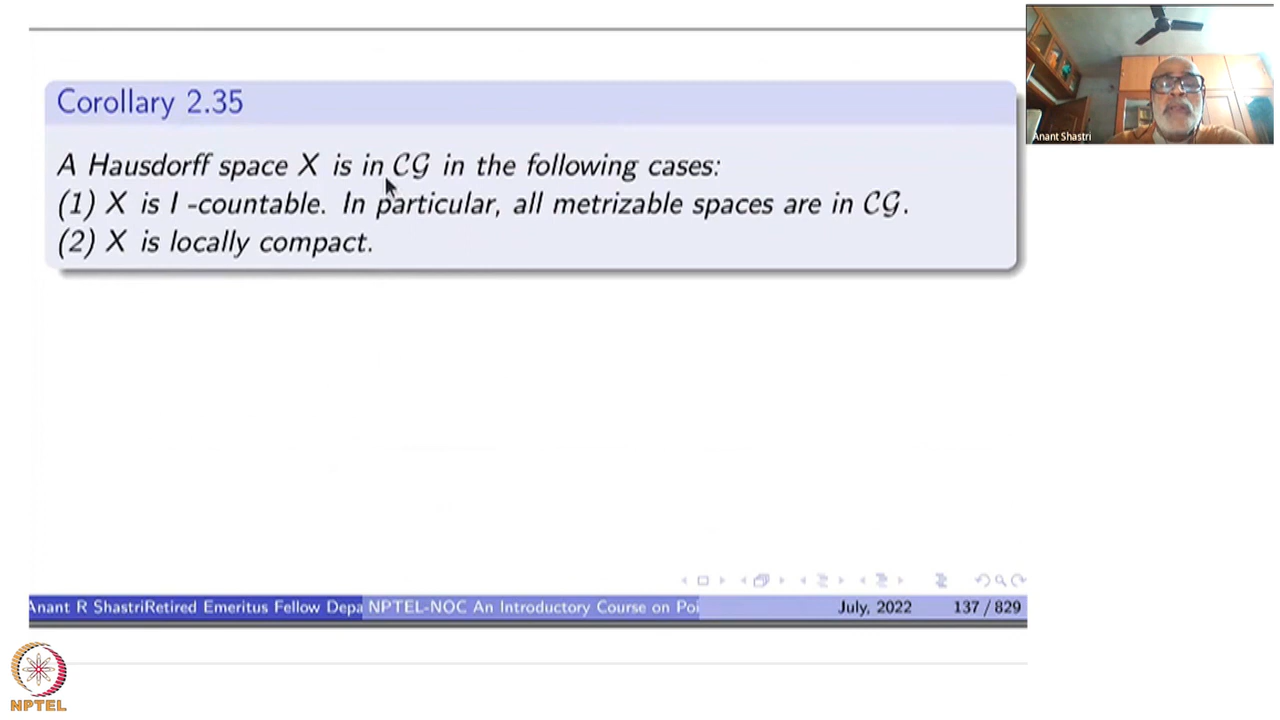 Corollary 2.35
A Hausdorff space X is in 𝒞𝒢 in the following cases:
(1) X is I -countable. In particular, all metrizable spaces are in 𝒞𝒢.
(2) X is locally compact.
Anant Shastri
Anant R ShastriRetired Emeritus Fellow Depa NPTEL-NOC An Introductory Course on Poi July, 2022 137 / 829
NPTEL